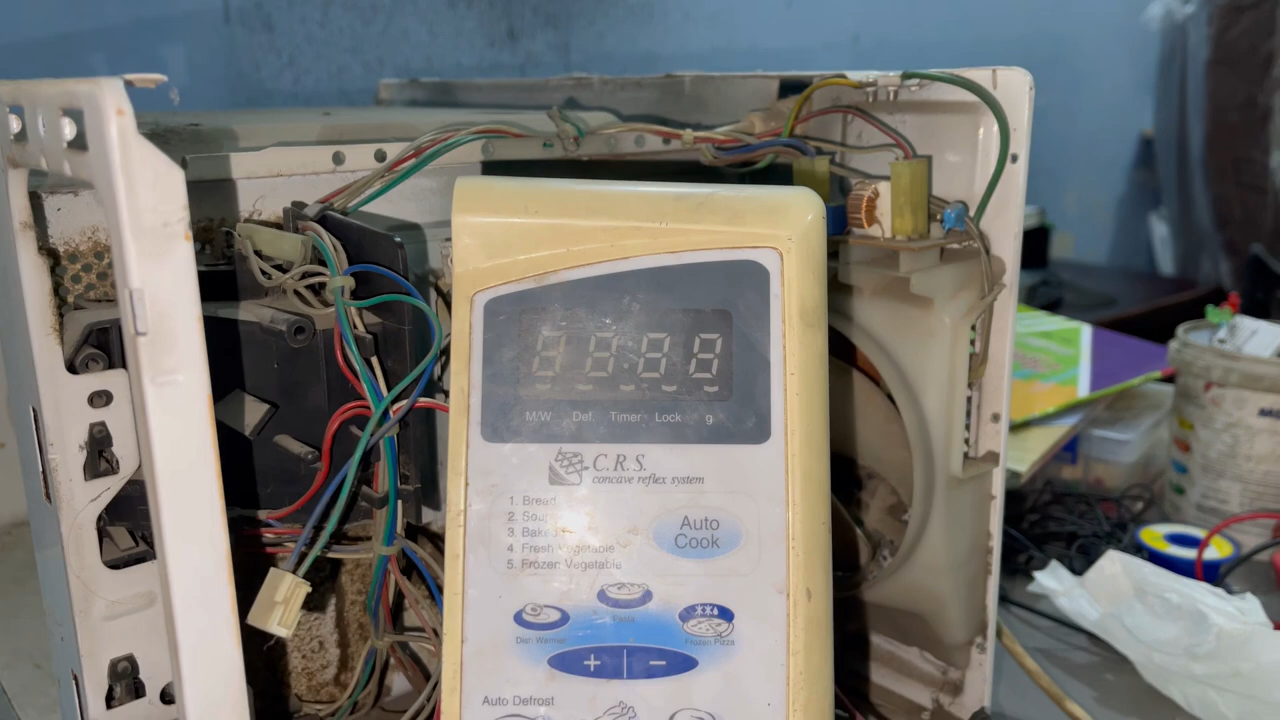 M/W Def. Timer Lock g
C.R.S.
concave reflex system
1. Bread
2. Soup
3. Baked
4. Fresh Vegetable
5. Frozen Vegetable
Auto
Cook
Pasta
Dish Warmer
Frozen Pizza
+ −
Auto Defrost